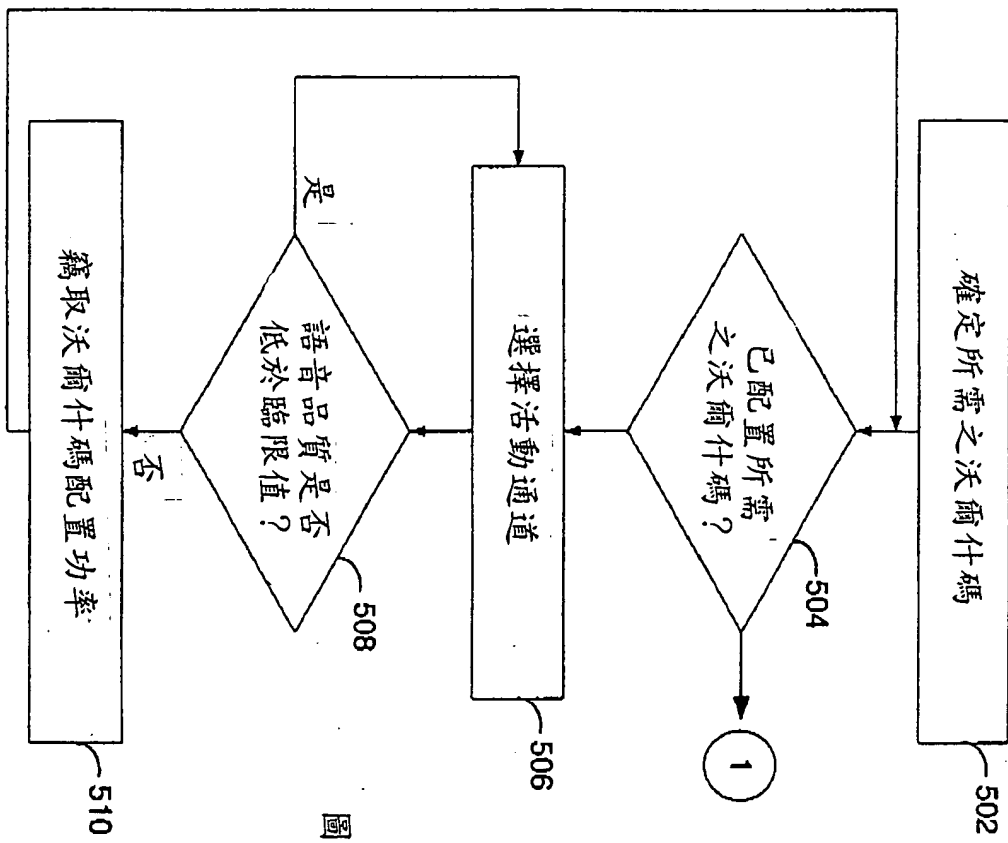 確定所需之沃爾什碼
502
已配置所需
之沃爾什碼？
504
1
選擇活動通道
506
語音品質是否
低於臨限值？
508
是
否
竊取沃爾什碼配置功率
510
圖